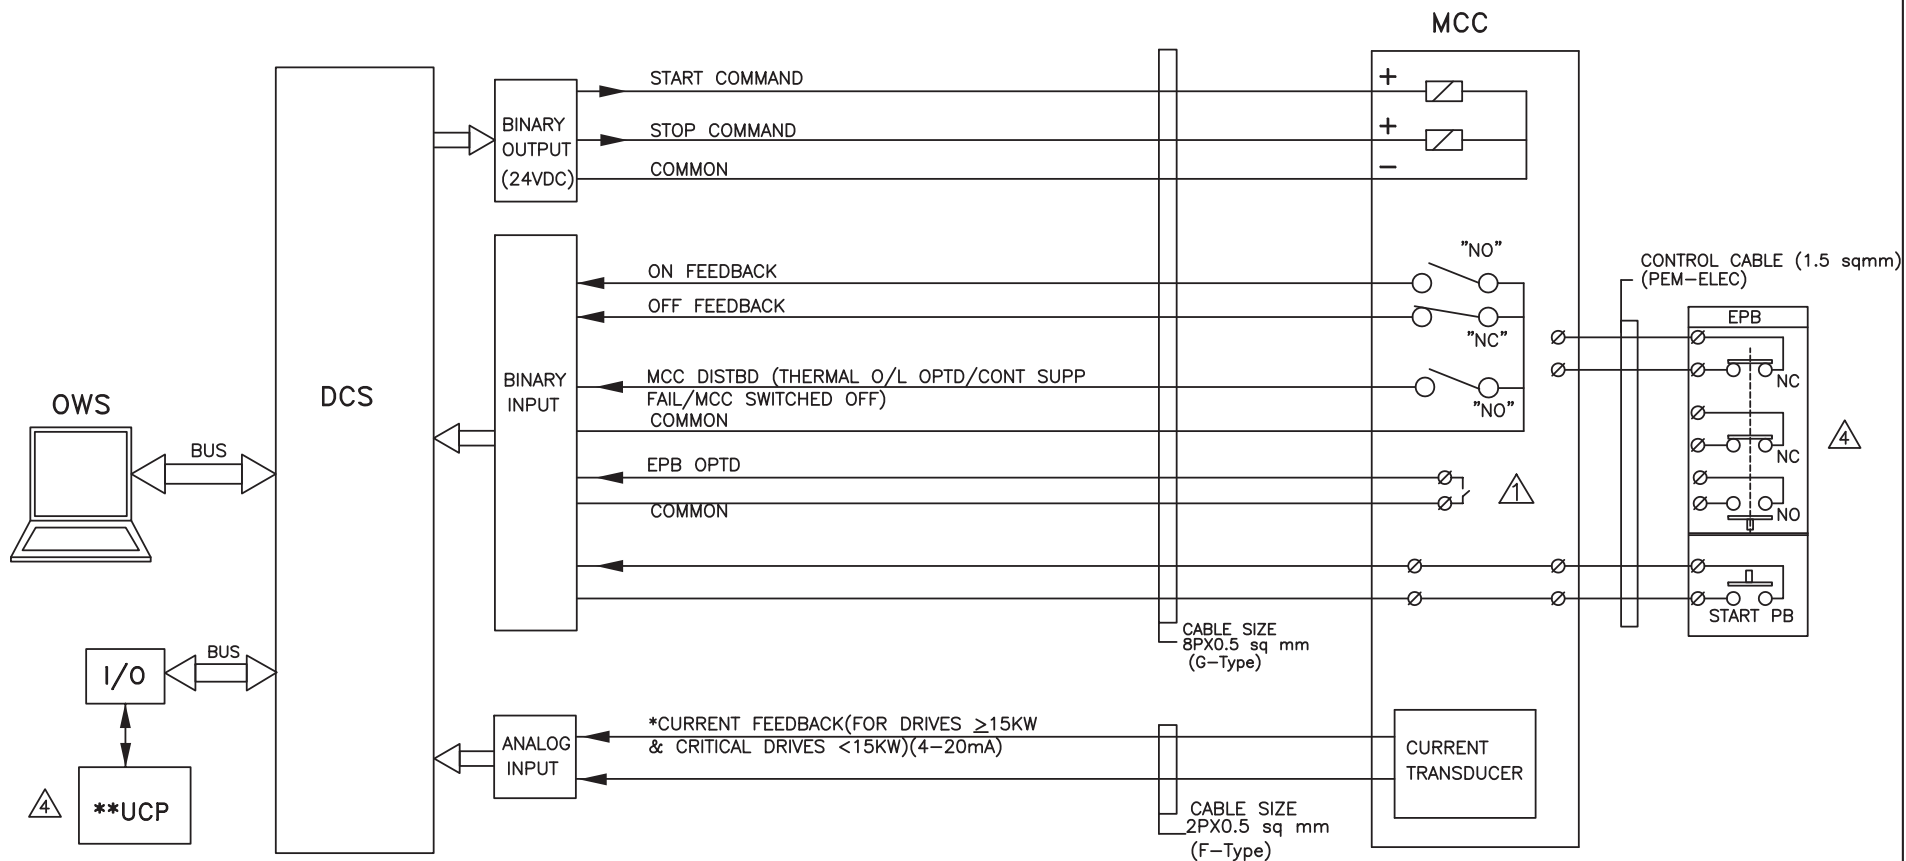 MCC
START COMMAND
+
BINARY
OUTPUT
(24VDC)
STOP COMMAND
+
COMMON
−
"NO"
ON FEEDBACK
OFF FEEDBACK
"NC"
CONTROL CABLE (1.5 sqmm)
(PEM-ELEC)
EPB
NC
NC
NO
4
START PB
BINARY
INPUT
MCC DISTBD (THERMAL O/L OPTD/CONT SUPP
FAIL/MCC SWITCHED OFF)
"NO"
COMMON
EPB OPTD
1
COMMON
DCS
OWS
BUS
BUS
I/O
4
**UCP
CABLE SIZE
8PX0.5 sq mm
(G-Type)
ANALOG
INPUT
*CURRENT FEEDBACK(FOR DRIVES ≥15KW
& CRITICAL DRIVES <15KW)(4-20mA)
CURRENT
TRANSDUCER
CABLE SIZE
2PX0.5 sq mm
(F-Type)